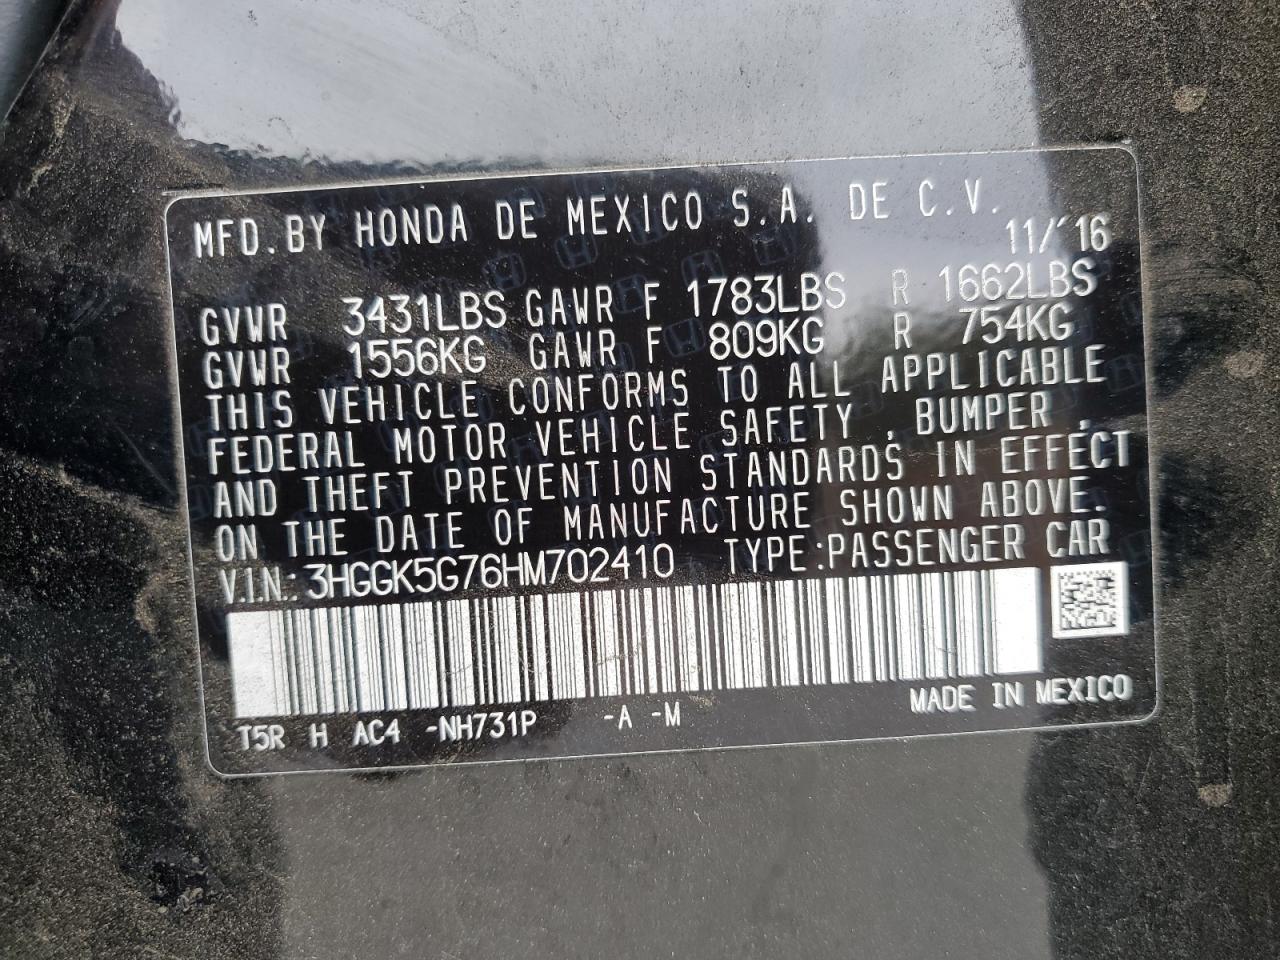 MFD.BY HONDA DE MEXICO S.A. DE C.V.
11/'16
GVWR 3431LBS GAWR F 1783LBS R 1662LBS
GVWR 1556KG GAWR F 809KG R 754KG
THIS VEHICLE CONFORMS TO ALL APPLICABLE
FEDERAL MOTOR VEHICLE SAFETY , BUMPER ,
AND THEFT PREVENTION STANDARDS IN EFFECT
ON THE DATE OF MANUFACTURE SHOWN ABOVE.
V.I.N.: 3HGGK5G76HM702410 TYPE:PASSENGER CAR
T5R H AC4 -NH731P -A -M MADE IN MEXICO